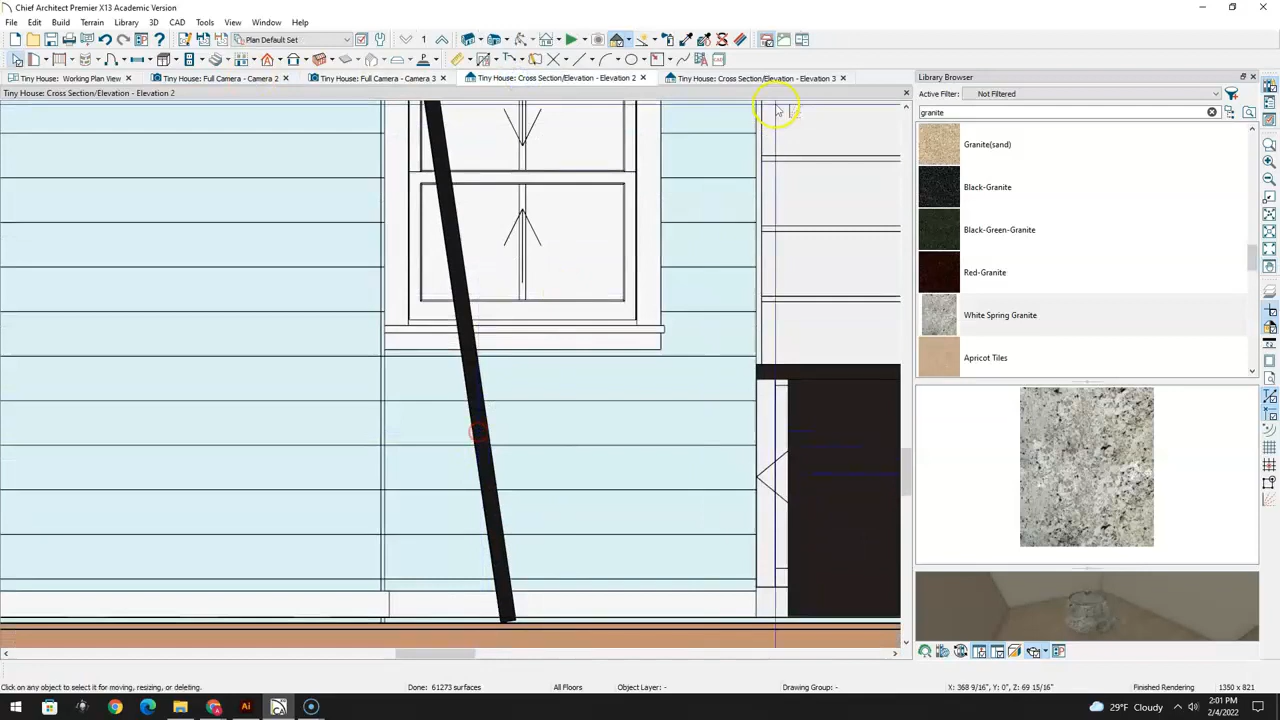 Chief Architect Premier X13 Academic Version
File Edit Build Terrain Library 3D CAD Tools View Window Help
Plan Default Set 1
Tiny House: Working Plan View Tiny House: Full Camera - Camera 2 Tiny House: Full Camera - Camera 3 Tiny House: Cross Section/Elevation - Elevation 2 Tiny House: Cross Section/Elevation - Elevation 3
Tiny House: Cross Section/Elevation - Elevation 2
Library Browser
Active Filter: Not Filtered
granite
Granite(sand)
Black-Granite
Black-Green-Granite
Red-Granite
White Spring Granite
Apricot Tiles
Click on any object to select it for moving, resizing, or deleting. Done: 61273 surfaces All Floors Object Layer: - Drawing Group: - X: 368 9/16", Y: 0", Z: 69 15/16" Finished Rendering 1350 x 821
29°F Cloudy 2:01 PM
2/4/2022